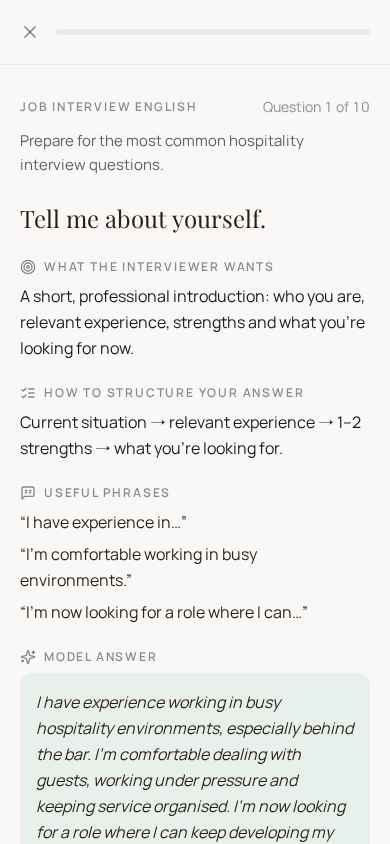 JOB INTERVIEW ENGLISH
Question 1 of 10
Prepare for the most common hospitality
interview questions.
Tell me about yourself.
WHAT THE INTERVIEWER WANTS
A short, professional introduction: who you are,
relevant experience, strengths and what you’re
looking for now.
HOW TO STRUCTURE YOUR ANSWER
Current situation → relevant experience → 1–2
strengths → what you’re looking for.
USEFUL PHRASES
“I have experience in…”
“I’m comfortable working in busy
environments.”
“I’m now looking for a role where I can…”
MODEL ANSWER
I have experience working in busy
hospitality environments, especially behind
the bar. I’m comfortable dealing with
guests, working under pressure and
keeping service organised. I’m now looking
for a role where I can keep developing my